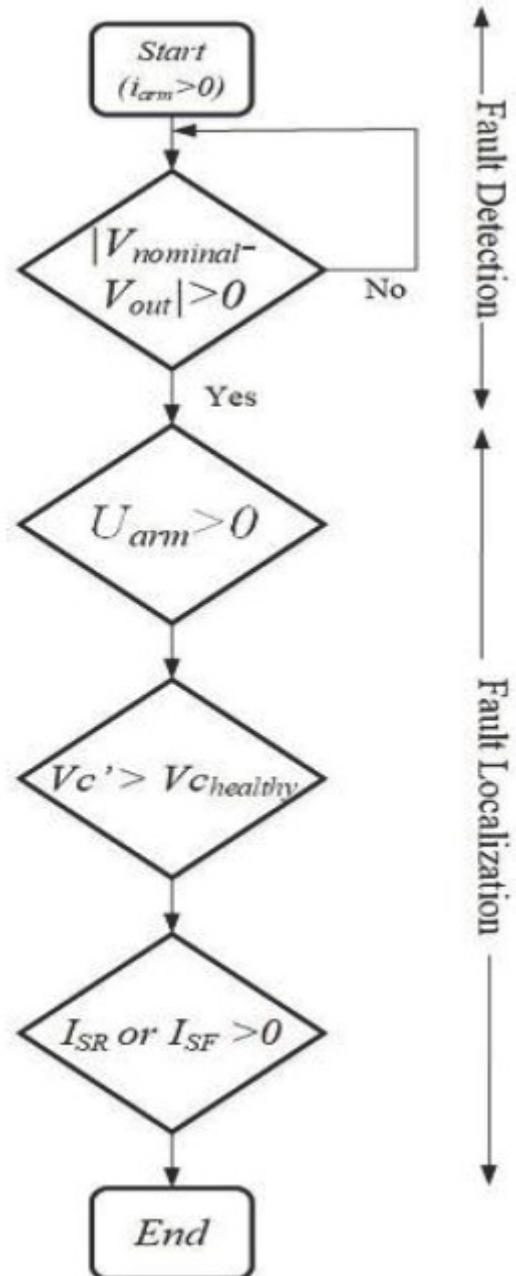 Start
(i_arm>0)
|V_nominal-
V_out|>0
No
Yes
U_arm>0
Vc’> Vc_healthy
I_SR or I_SF >0
End
Fault Detection
Fault Localization